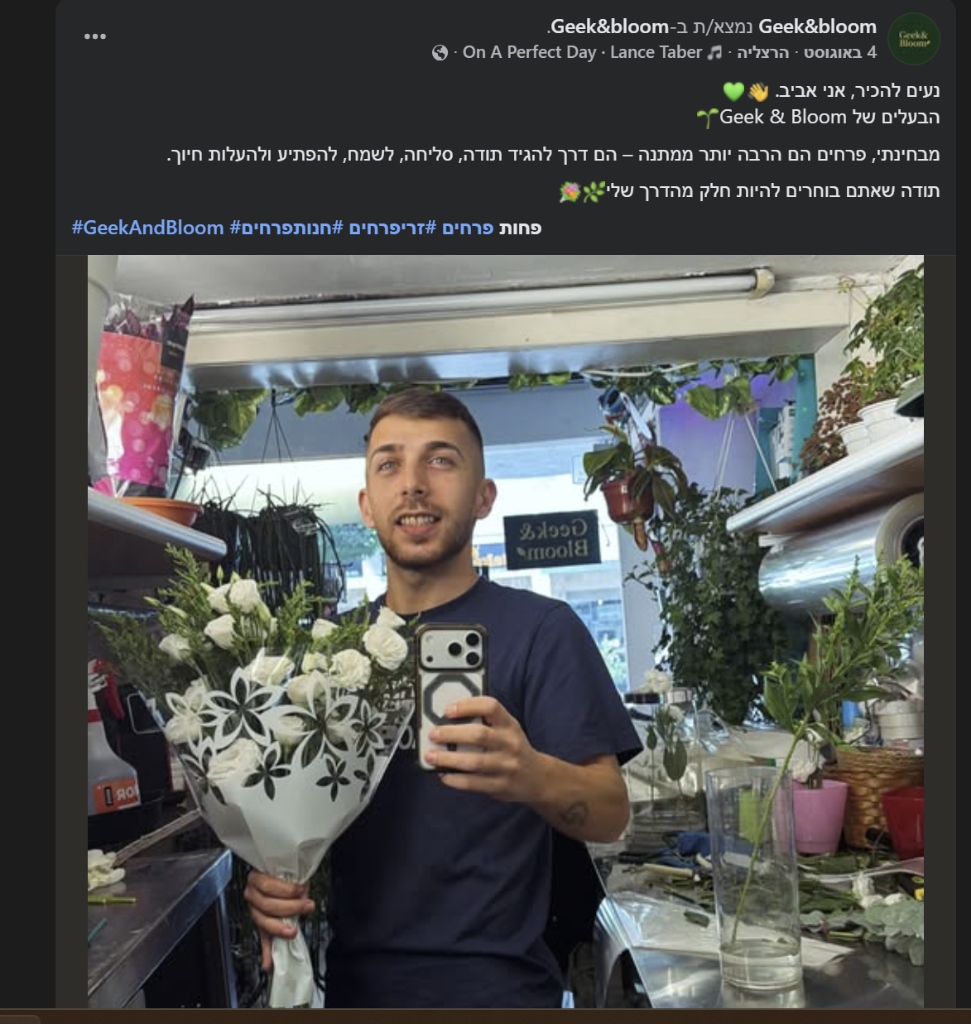 Geek&bloom נמצא/ת ב-Geek&bloom.
4 באוגוסט · הרצליה · On A Perfect Day · Lance Taber ·
נעים להכיר, אני אביב. 👋💚
הבעלים של Geek & Bloom🌱
מבחינתי, פרחים הם הרבה יותר ממתנה – הם דרך להגיד תודה, סליחה, לשמח, להפתיע ולהעלות חיוך.
תודה שאתם בוחרים להיות חלק מהדרך שלי🌿💐
#GeekAndBloom #חנותפרחים #זריפרחים #פרחים פחות
Geek&
Bloom
Geek&
Bloom